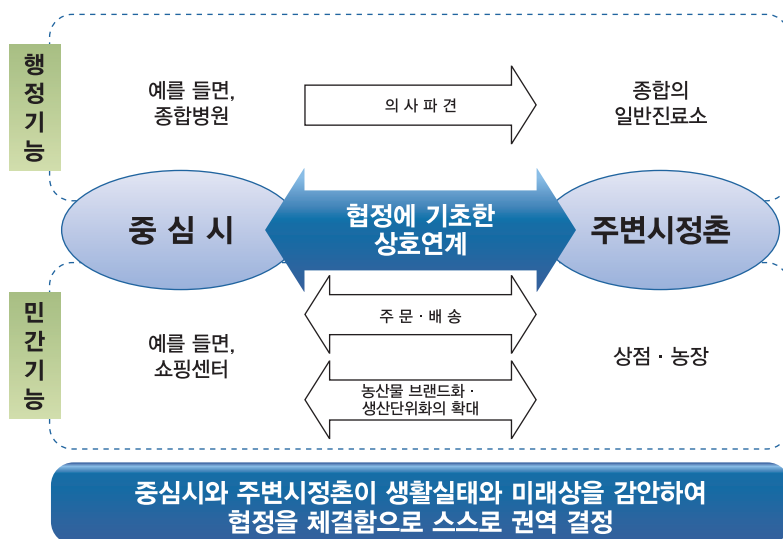 행정기능
예를 들면,
종합병원
의사파견
종합의
일반진료소
중 심 시
협정에 기초한
상호연계
주변시정촌
민간기능
예를 들면,
쇼핑센터
주문 · 배송
농산물 브랜드화 ·
생산단위화의 확대
상점 · 농장
중심시와 주변시정촌이 생활실태와 미래상을 감안하여
협정을 체결함으로 스스로 권역 결정